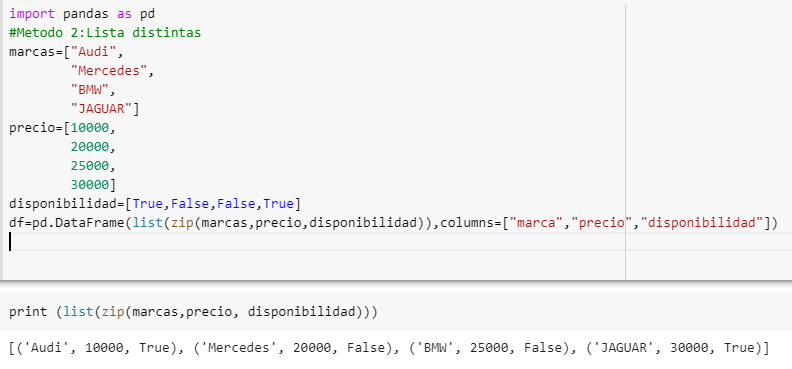 import pandas as pd
#Metodo 2:Lista distintas
marcas=["Audi",
"Mercedes",
"BMW",
"JAGUAR"]
precio=[10000,
20000,
25000,
30000]
disponibilidad=[True,False,False,True]
df=pd.DataFrame(list(zip(marcas,precio,disponibilidad)),columns=["marca","precio","disponibilidad"])
print (list(zip(marcas,precio, disponibilidad)))
[('Audi', 10000, True), ('Mercedes', 20000, False), ('BMW', 25000, False), ('JAGUAR', 30000, True)]